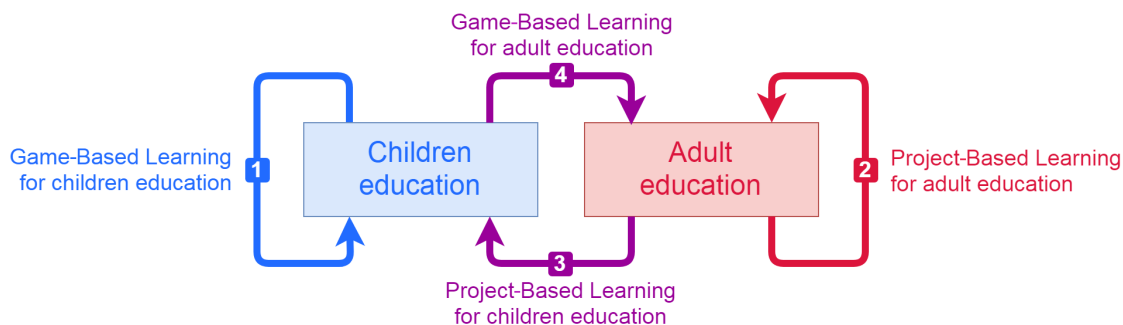 Game-Based Learning
for adult education
4
Game-Based Learning
for children education
1
Children
education
Adult
education
2
Project-Based Learning
for adult education
3
Project-Based Learning
for children education